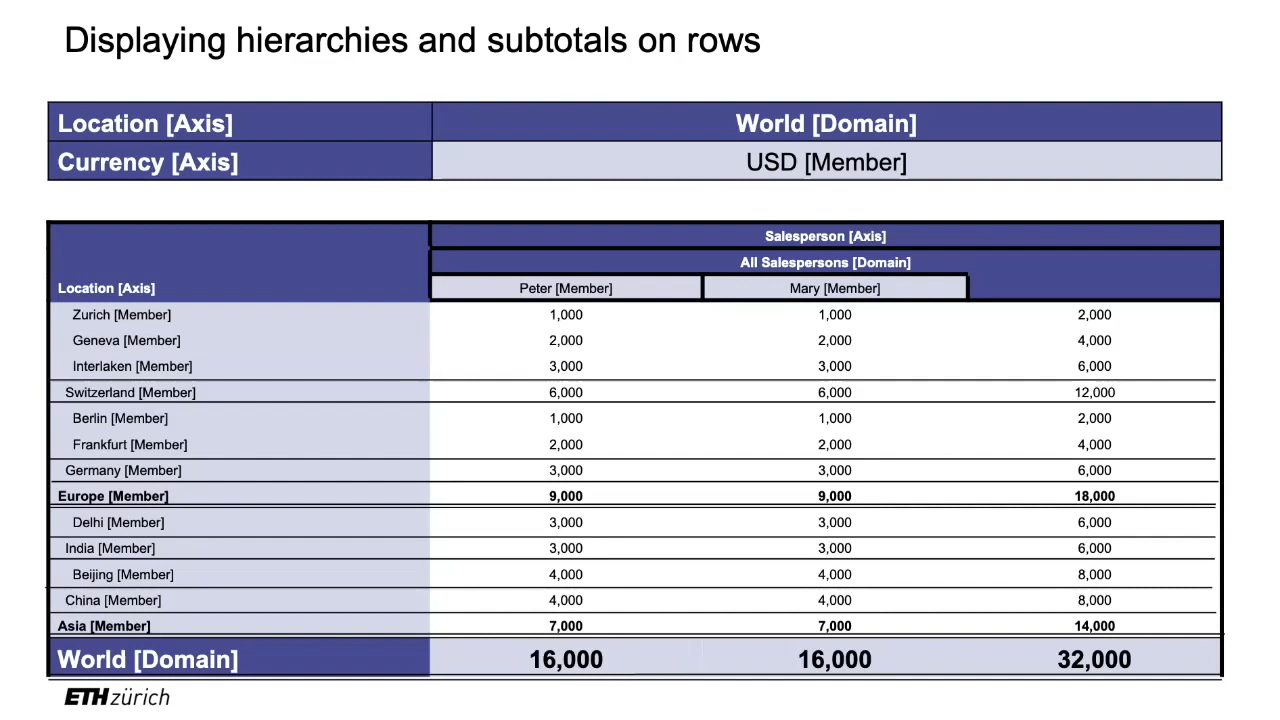 Displaying hierarchies and subtotals on rows
Location [Axis] World [Domain]
Currency [Axis] USD [Member]
Salesperson [Axis]
All Salespersons [Domain]
Location [Axis] Peter [Member] Mary [Member]
Zurich [Member] 1,000 1,000 2,000
Geneva [Member] 2,000 2,000 4,000
Interlaken [Member] 3,000 3,000 6,000
Switzerland [Member] 6,000 6,000 12,000
Berlin [Member] 1,000 1,000 2,000
Frankfurt [Member] 2,000 2,000 4,000
Germany [Member] 3,000 3,000 6,000
Europe [Member] 9,000 9,000 18,000
Delhi [Member] 3,000 3,000 6,000
India [Member] 3,000 3,000 6,000
Beijing [Member] 4,000 4,000 8,000
China [Member] 4,000 4,000 8,000
Asia [Member] 7,000 7,000 14,000
World [Domain] 16,000 16,000 32,000
ETH zürich